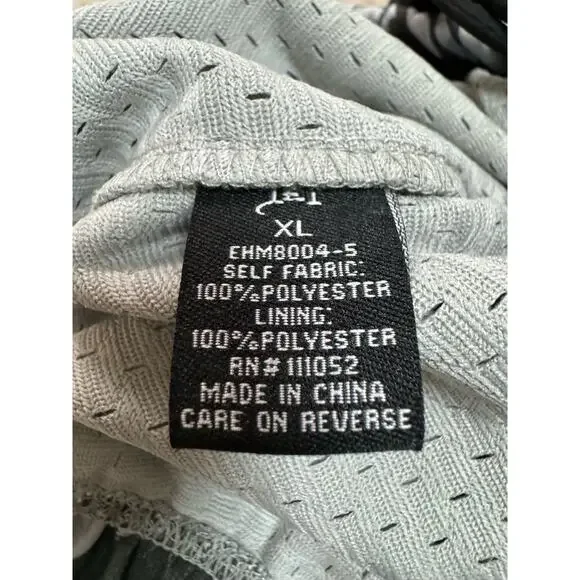 XL
EHM8004-5
SELF FABRIC:
100%POLYESTER
LINING:
100%POLYESTER
RN# 111052
MADE IN CHINA
CARE ON REVERSE